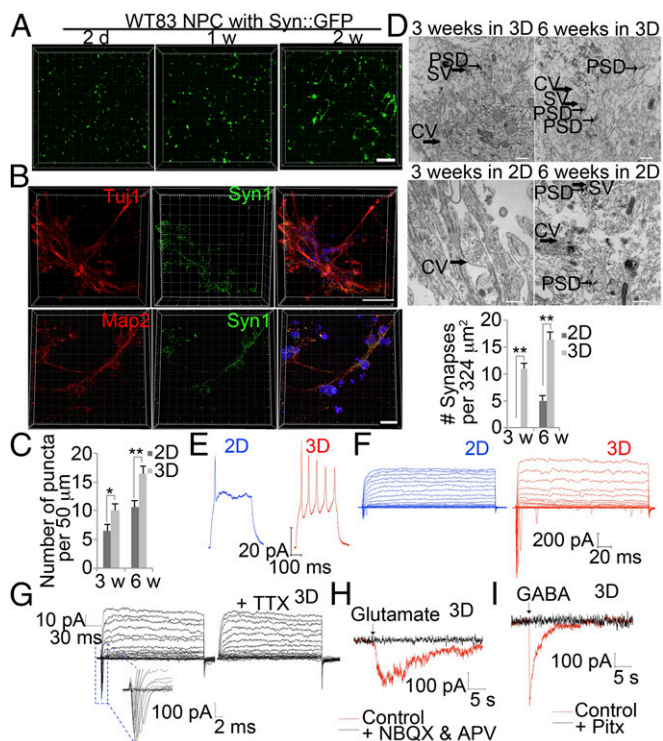 A
WT83 NPC with Syn::GFP
2 d 1 w 2 w
B
Tuj1 Syn1
Map2 Syn1
C
Number of puncta per 50 μm
20
15
10
5
0
* **
2D
3D
3 w 6 w
D
3 weeks in 3D 6 weeks in 3D
PSD
SV
CV
PSD
CV
SV
PSD
PSD
3 weeks in 2D 6 weeks in 2D
CV
PSD SV
CV
PSD
# Synapses per 324 μm²
20
15
10
5
0
** **
2D
3D
3 w 6 w
E
2D 3D
20 pA
100 ms
F
2D 3D
200 pA
20 ms
G
+ TTX 3D
10 pA
30 ms
100 pA
2 ms
H
Glutamate 3D
100 pA
5 s
Control
+ NBQX & APV
I
GABA 3D
100 pA
5 s
Control
+ Pitx